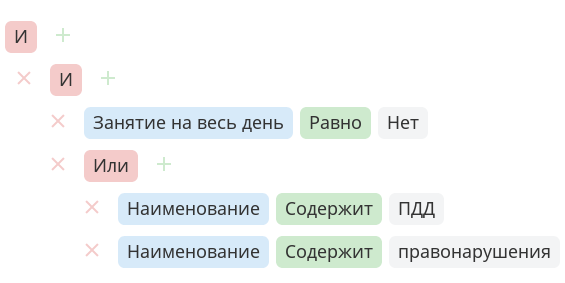 И
И
Занятие на весь день Равно Нет
Или
Наименование Содержит ПДД
Наименование Содержит правонарушения